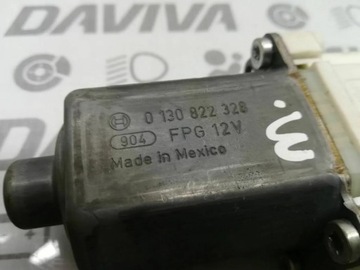 DAVIVA
0 130 822 328
904 FPG 12V
Made in Mexico